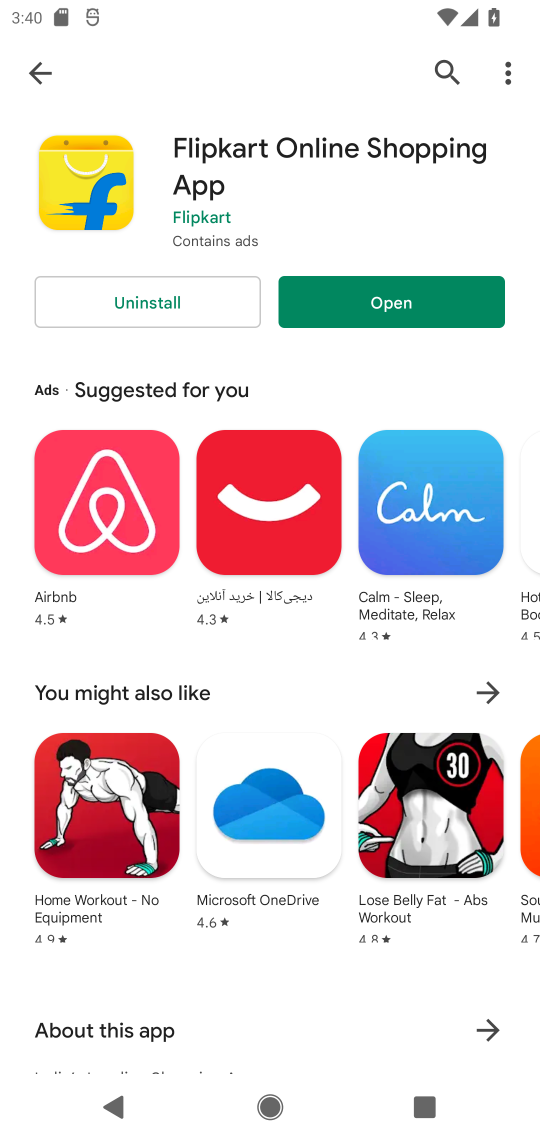 3:40
Flipkart Online Shopping
App
Flipkart
Contains ads
Uninstall
Open
Ads · Suggested for you
Calm
Airbnb
4.5★
دیجی‌کالا | خرید آنلاین
4.3★
Calm - Sleep,
Meditate, Relax
4.3★
Hot
Boo
4.5
You might also like
30
Home Workout - No
Equipment
4.9★
Microsoft OneDrive
4.6★
Lose Belly Fat - Abs
Workout
4.8★
Sou
Mu
4.7
About this app